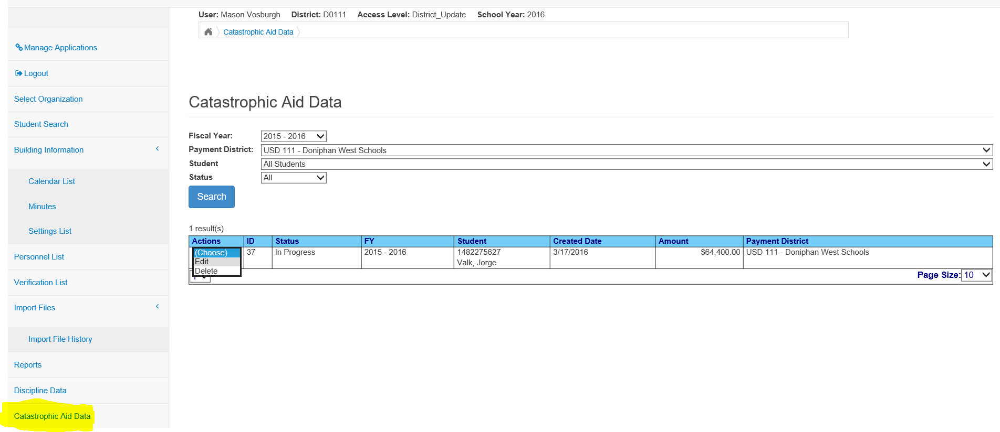 User: Mason Vosburgh District: D0111 Access Level: District_Update School Year: 2016
Catastrophic Aid Data
Manage Applications
Logout
Select Organization
Student Search
Building Information
Calendar List
Minutes
Settings List
Personnel List
Verification List
Import Files
Import File History
Reports
Discipline Data
Catastrophic Aid Data
Catastrophic Aid Data
Fiscal Year: 2015 - 2016
Payment District: USD 111 - Doniphan West Schools
Student All Students
Status All
Search
1 result(s)
Actions ID Status FY Student Created Date Amount Payment District
(Choose) 37 In Progress 2015 - 2016 1482275627 3/17/2016 $64,400.00 USD 111 - Doniphan West Schools
Edit Valk, Jorge
Delete
Page Size: 10